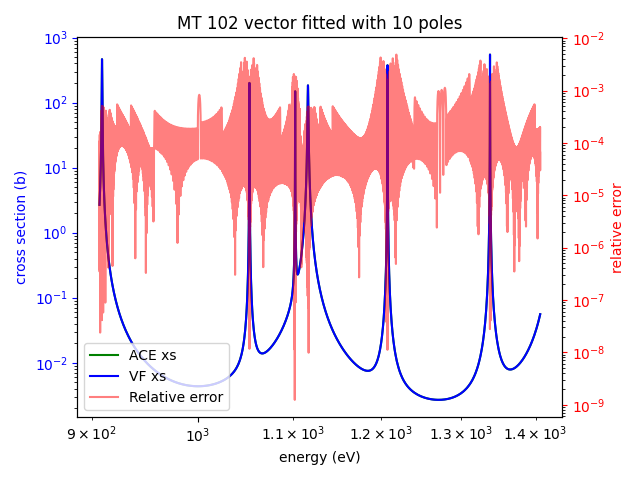 MT 102 vector fitted with 10 poles
10³
10²
10¹
10⁰
10⁻¹
10⁻²
cross section (b)
10⁻²
10⁻³
10⁻⁴
10⁻⁵
10⁻⁶
10⁻⁷
10⁻⁸
10⁻⁹
relative error
ACE xs
VF xs
Relative error
9 × 10² 10³ 1.1 × 10³ 1.2 × 10³ 1.3 × 10³ 1.4 × 10³
energy (eV)